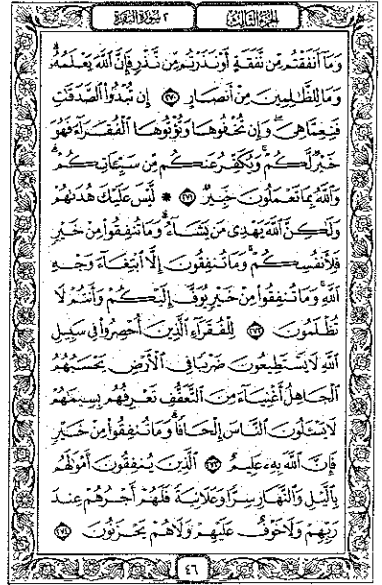 الجزء الثالث ٢ سورة البقرة
وَمَآ أَنفَقْتُم مِّن نَّفَقَةٍ أَوْ نَذَرْتُم مِّن نَّذْرٍ فَإِنَّ ٱللَّهَ يَعْلَمُهُۥ ۗ
وَمَا لِلظَّـٰلِمِينَ مِنْ أَنصَارٍ ٢٧٠ إِن تُبْدُوا۟ ٱلصَّدَقَـٰتِ
فَنِعِمَّا هِىَ ۖ وَإِن تُخْفُوهَا وَتُؤْتُوهَا ٱلْفُقَرَآءَ فَهُوَ
خَيْرٌ لَّكُمْ ۚ وَيُكَفِّرُ عَنكُم مِّن سَيِّـَٔاتِكُمْ ۗ
وَٱللَّهُ بِمَا تَعْمَلُونَ خَبِيرٌ ٢٧١ * لَّيْسَ عَلَيْكَ هُدَىٰهُمْ
وَلَـٰكِنَّ ٱللَّهَ يَهْدِى مَن يَشَآءُ ۗ وَمَا تُنفِقُوا۟ مِنْ خَيْرٍ
فَلِأَنفُسِكُمْ ۚ وَمَا تُنفِقُونَ إِلَّا ٱبْتِغَآءَ وَجْهِ
ٱللَّهِ ۚ وَمَا تُنفِقُوا۟ مِنْ خَيْرٍ يُوَفَّ إِلَيْكُمْ وَأَنتُمْ لَا
تُظْلَمُونَ ٢٧٢ لِلْفُقَرَآءِ ٱلَّذِينَ أُحْصِرُوا۟ فِى سَبِيلِ
ٱللَّهِ لَا يَسْتَطِيعُونَ ضَرْبًا فِى ٱلْأَرْضِ يَحْسَبُهُمُ
ٱلْجَاهِلُ أَغْنِيَآءَ مِنَ ٱلتَّعَفُّفِ تَعْرِفُهُم بِسِيمَـٰهُمْ
لَا يَسْـَٔلُونَ ٱلنَّاسَ إِلْحَافًا ۗ وَمَا تُنفِقُوا۟ مِنْ خَيْرٍ
فَإِنَّ ٱللَّهَ بِهِۦ عَلِيمٌ ٢٧٣ ٱلَّذِينَ يُنفِقُونَ أَمْوَٰلَهُم
بِٱلَّيْلِ وَٱلنَّهَارِ سِرًّا وَعَلَانِيَةً فَلَهُمْ أَجْرُهُمْ عِندَ
رَبِّهِمْ وَلَا خَوْفٌ عَلَيْهِمْ وَلَا هُمْ يَحْزَنُونَ ٢٧٤
٤٦